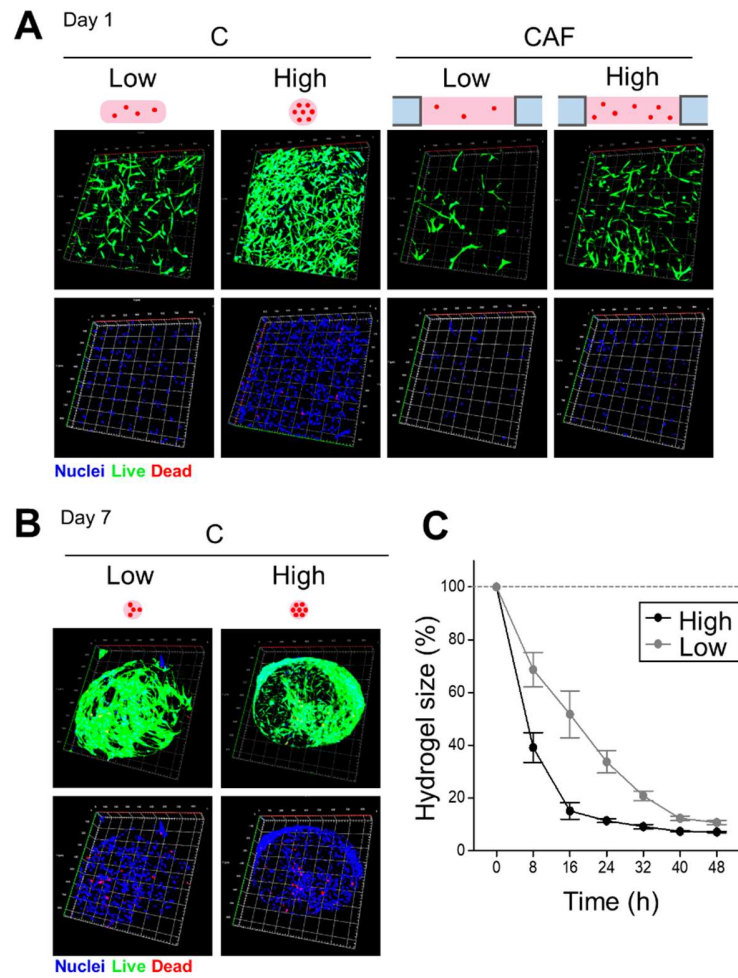 A Day 1
C CAF
Low High Low High
Nuclei Live Dead
B Day 7
C
Low High
Nuclei Live Dead
C
100
80
60
40
20
0
Hydrogel size (%)
High
Low
0 8 16 24 32 40 48
Time (h)